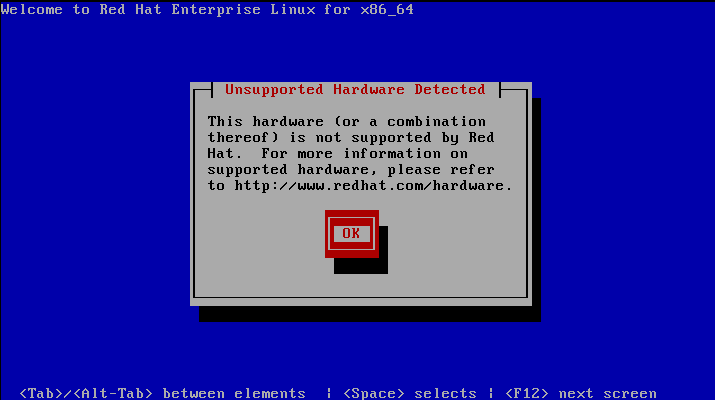 Welcome to Red Hat Enterprise Linux for x86_64
Unsupported Hardware Detected
This hardware (or a combination
thereof) is not supported by Red
Hat.  For more information on
supported hardware, please refer
to http://www.redhat.com/hardware.
OK
<Tab>/<Alt-Tab> between elements  | <Space> selects | <F12> next screen